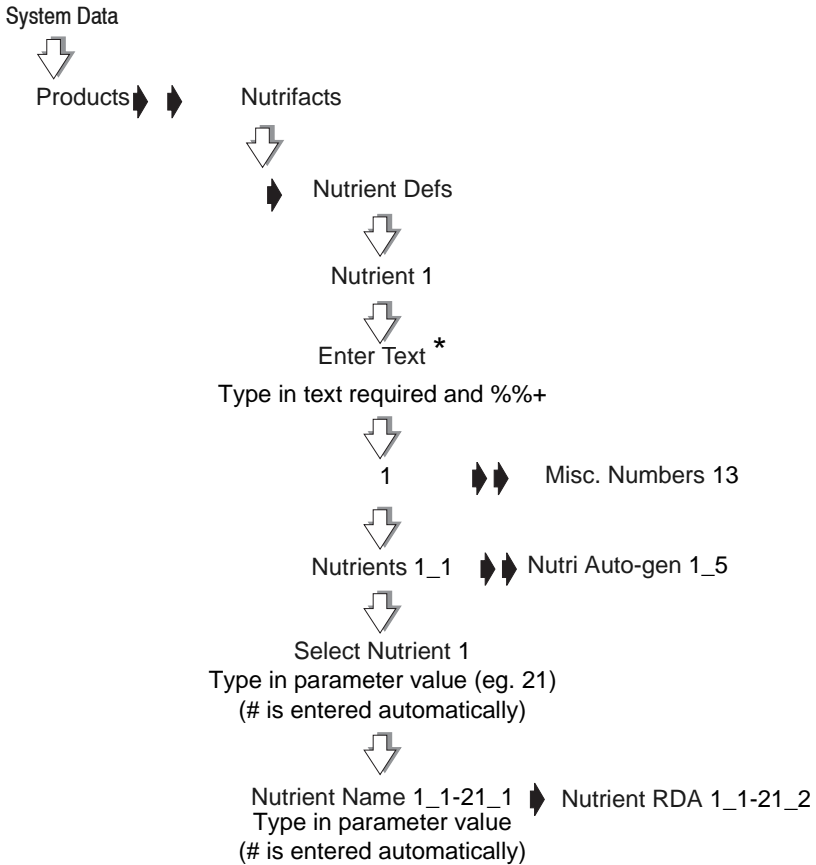 System Data
Products Nutrifacts
Nutrient Defs
Nutrient 1
Enter Text *
Type in text required and %%+
1 Misc. Numbers 13
Nutrients 1_1 Nutri Auto-gen 1_5
Select Nutrient 1
Type in parameter value (eg. 21)
(# is entered automatically)
Nutrient Name 1_1-21_1 Nutrient RDA 1_1-21_2
Type in parameter value
(# is entered automatically)